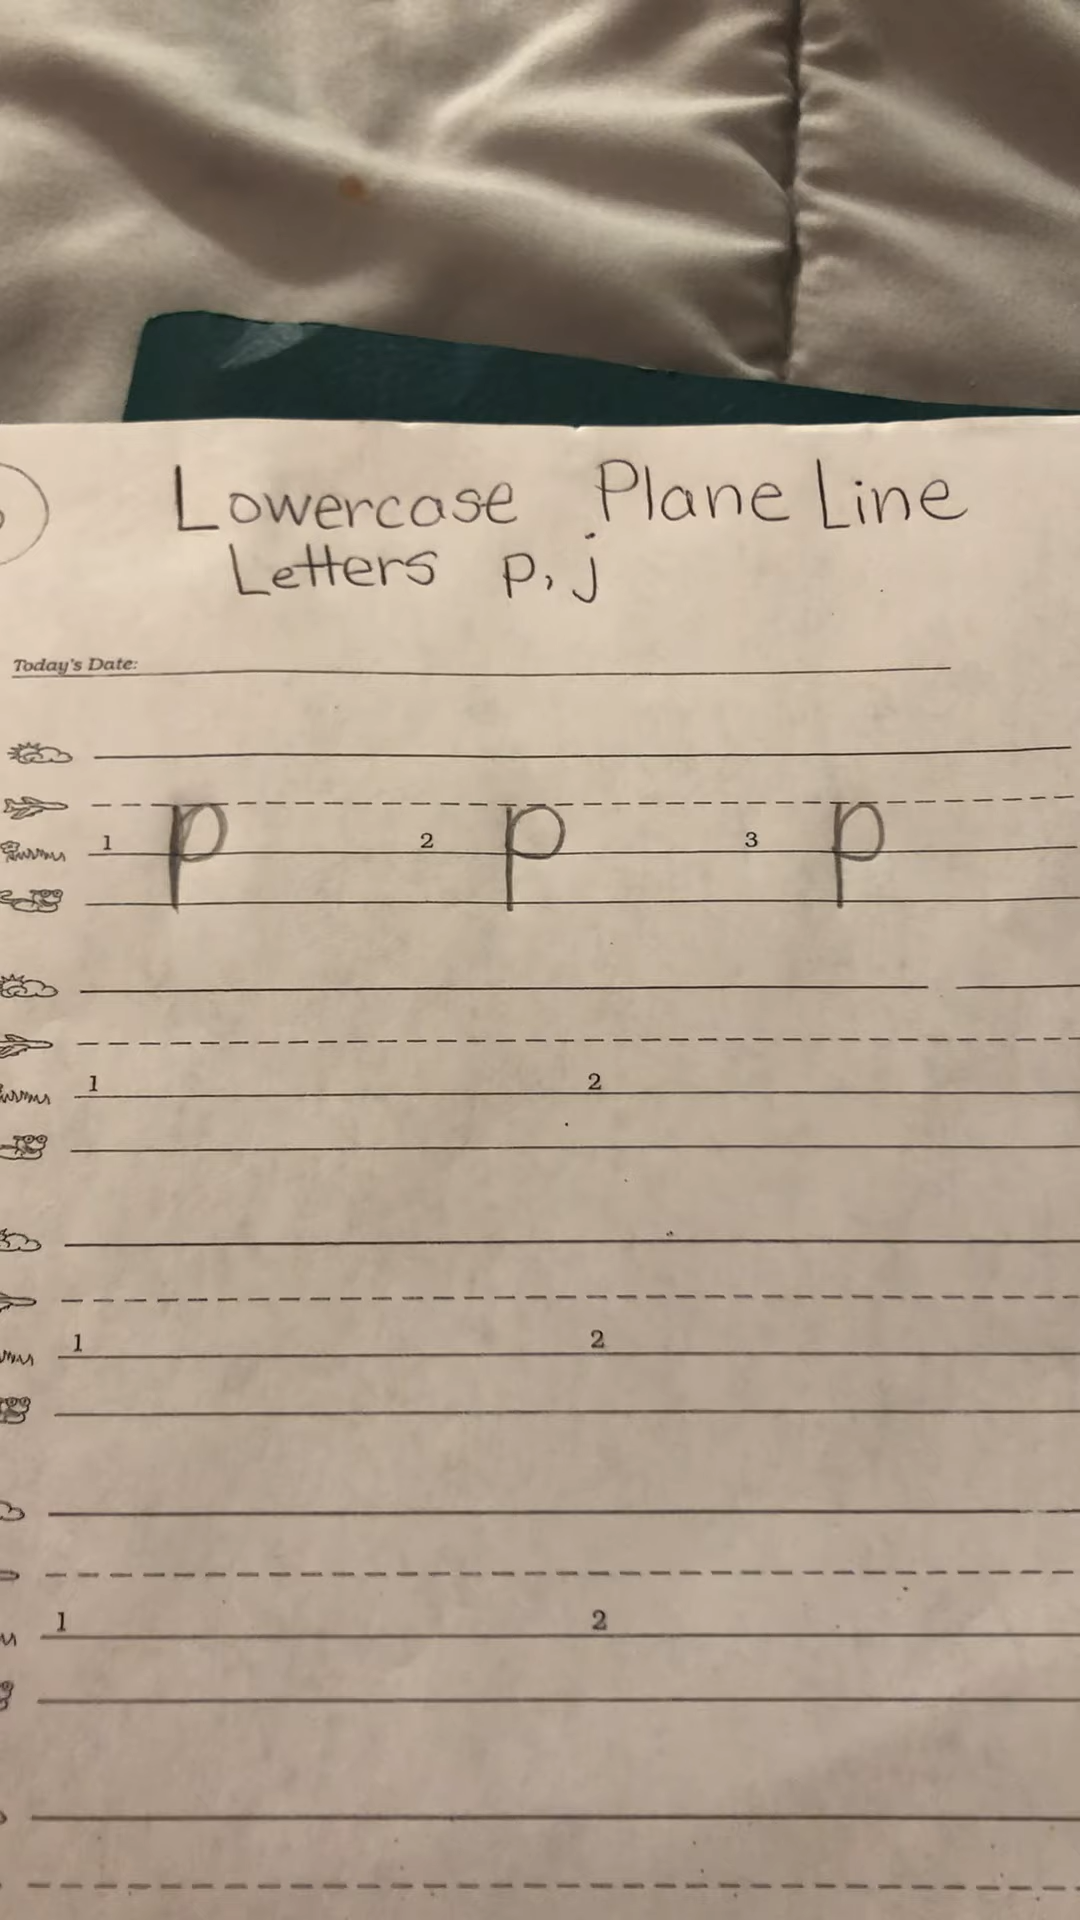 Lowercase Plane Line
Letters p, j
Today's Date:
1 p 2 p 3 p
1 2
1 2
1 2